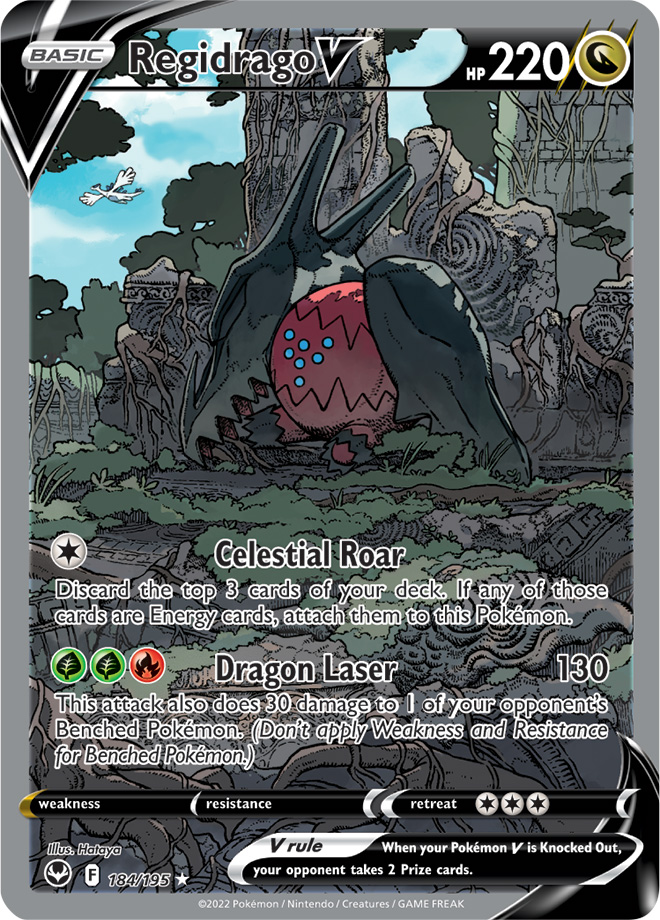 BASIC Regidrago V HP 220
Celestial Roar
Discard the top 3 cards of your deck. If any of those
cards are Energy cards, attach them to this Pokémon.
Dragon Laser 130
This attack also does 30 damage to 1 of your opponent's
Benched Pokémon. (Don't apply Weakness and Resistance
for Benched Pokémon.)
weakness resistance retreat
Illus. Hataya
V rule When your Pokémon V is Knocked Out,
your opponent takes 2 Prize cards.
F 184/195 ★
©2022 Pokémon / Nintendo / Creatures / GAME FREAK